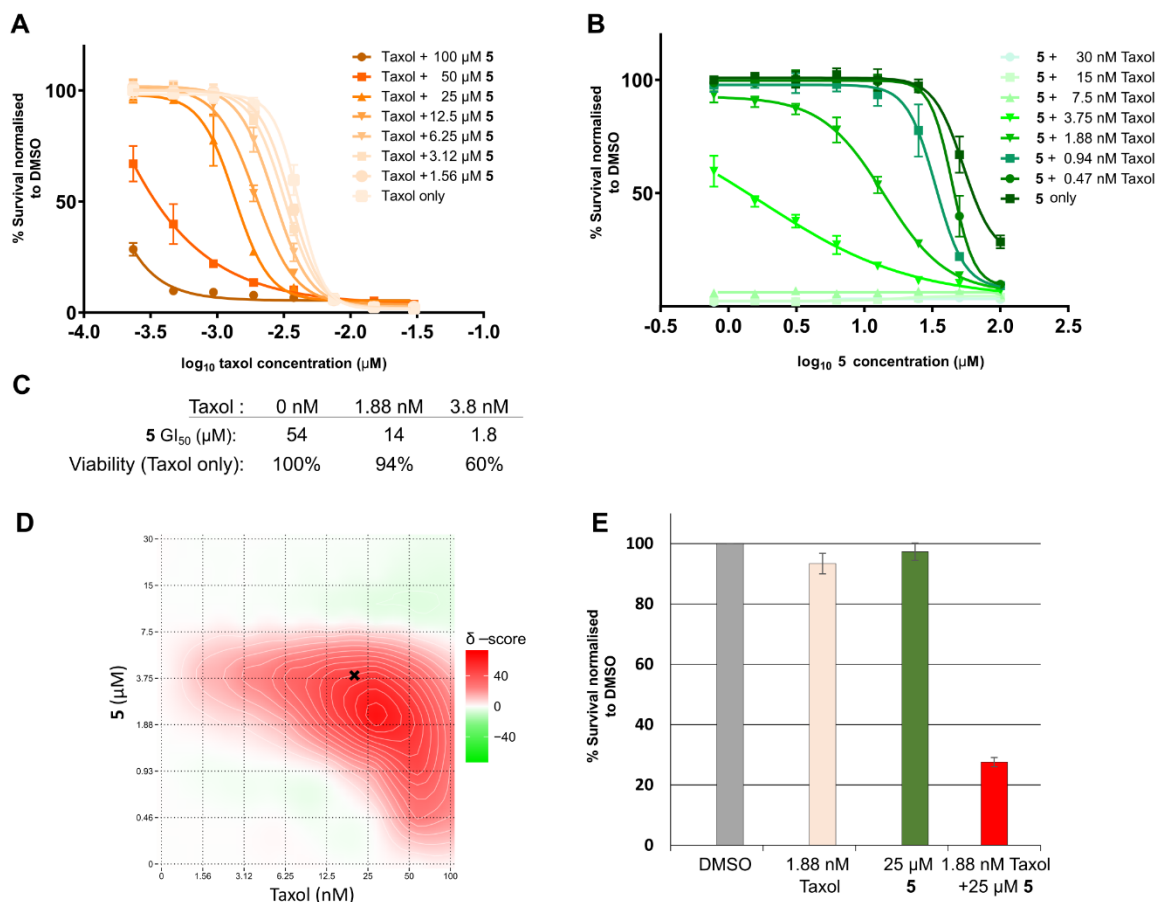 A
% Survival normalised
to DMSO
100
50
0
-4.0 -3.5 -3.0 -2.5 -2.0 -1.5 -1.0
log10 taxol concentration (µM)
Taxol + 100 µM 5
Taxol + 50 µM 5
Taxol + 25 µM 5
Taxol +12.5 µM 5
Taxol +6.25 µM 5
Taxol +3.12 µM 5
Taxol +1.56 µM 5
Taxol only
B
% Survival normalised
to DMSO
100
50
0
-0.5 0.0 0.5 1.0 1.5 2.0 2.5
log10 5 concentration (µM)
5 + 30 nM Taxol
5 + 15 nM Taxol
5 + 7.5 nM Taxol
5 + 3.75 nM Taxol
5 + 1.88 nM Taxol
5 + 0.94 nM Taxol
5 + 0.47 nM Taxol
5 only
C
Taxol : 0 nM 1.88 nM 3.8 nM
5 GI50 (µM): 54 14 1.8
Viability (Taxol only): 100% 94% 60%
D
5 (µM)
30
15
7.5
3.75
1.88
0.93
0.46
0
0 1.56 3.12 6.25 12.5 25 50 100
Taxol (nM)
δ –score
40
0
−40
E
% Survival normalised
to DMSO
100
80
60
40
20
0
DMSO 1.88 nM 25 µM 1.88 nM Taxol
Taxol 5 +25 µM 5